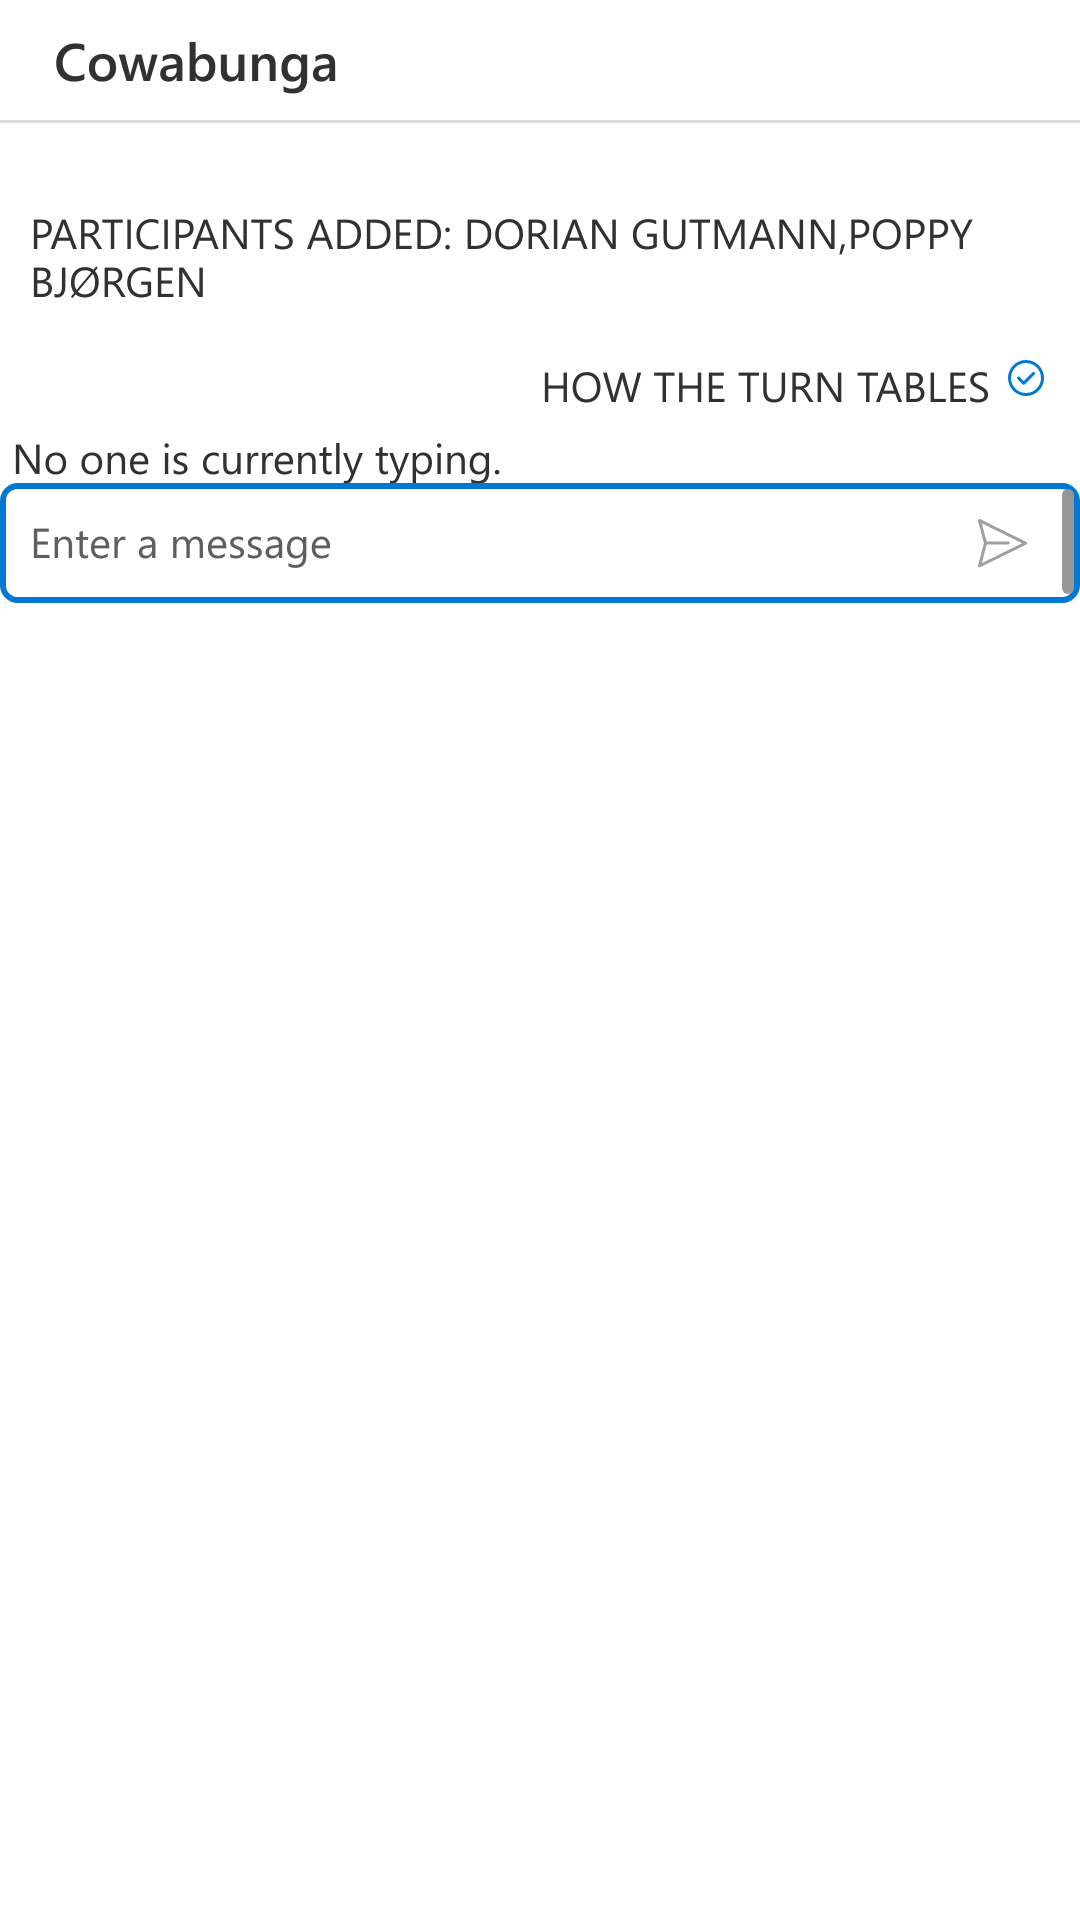 Cowabunga
PARTICIPANTS ADDED: DORIAN GUTMANN,POPPY
BJØRGEN
HOW THE TURN TABLES
No one is currently typing.
Enter a message